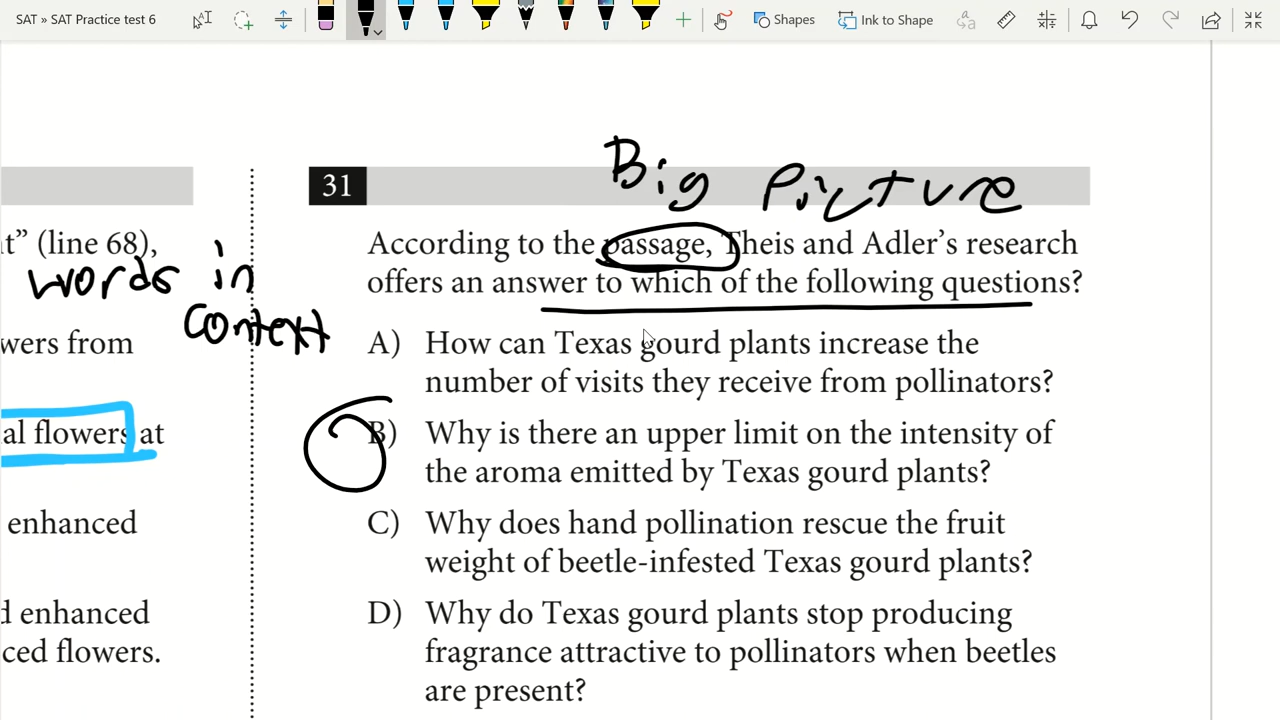 SAT » SAT Practice test 6
Shapes
Ink to Shape
Big Picture
31
t” (line 68),
words in
context
wers from
al flowers at
enhanced
d enhanced
ced flowers.
According to the passage, Theis and Adler’s research
offers an answer to which of the following questions?
A) How can Texas gourd plants increase the
number of visits they receive from pollinators?
B) Why is there an upper limit on the intensity of
the aroma emitted by Texas gourd plants?
C) Why does hand pollination rescue the fruit
weight of beetle-infested Texas gourd plants?
D) Why do Texas gourd plants stop producing
fragrance attractive to pollinators when beetles
are present?